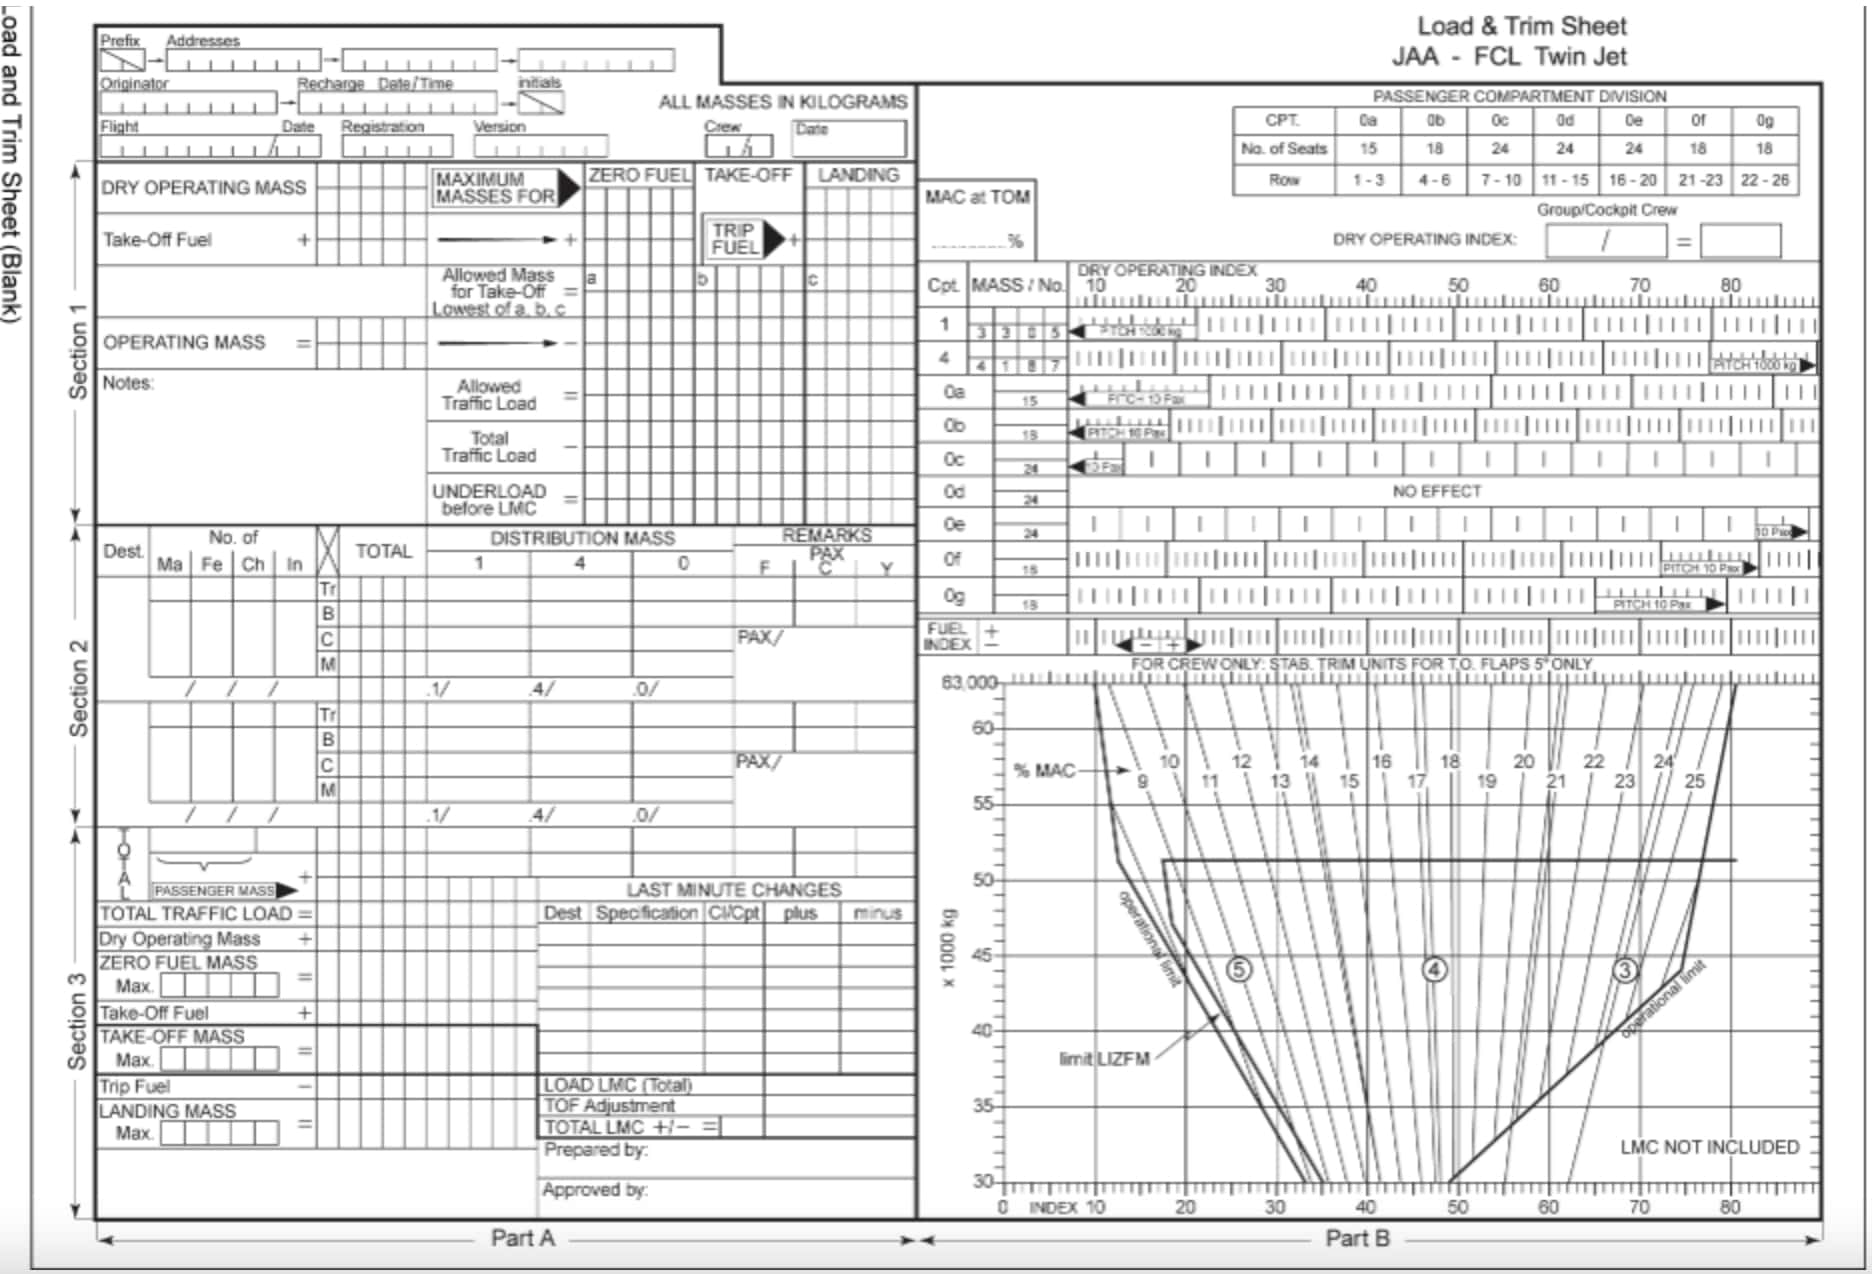 Load and Trim Sheet (Blank)
Load & Trim Sheet
JAA - FCL Twin Jet
Prefix Addresses
Originator Recharge Date/Time initials
ALL MASSES IN KILOGRAMS
Flight Date Registration Version Crew Date
Section 1
DRY OPERATING MASS MAXIMUM MASSES FOR ZERO FUEL TAKE-OFF LANDING
Take-Off Fuel + + TRIP FUEL +
Allowed Mass
for Take-Off = a b c
Lowest of a, b, c
OPERATING MASS = -
Notes:
Allowed
Traffic Load =
Total
Traffic Load -
UNDERLOAD
before LMC =
Section 2
Dest. No. of TOTAL DISTRIBUTION MASS REMARKS
Ma Fe Ch In 1 4 0 PAX
F C Y
Tr
B
C PAX/
M
/ / / .1/ .4/ .0/
Tr
B
C PAX/
M
/ / / .1/ .4/ .0/
Section 3
TOTAL
PASSENGER MASS +
TOTAL TRAFFIC LOAD =
Dry Operating Mass +
ZERO FUEL MASS
Max. =
Take-Off Fuel +
TAKE-OFF MASS
Max. =
Trip Fuel -
LANDING MASS
Max. =
LAST MINUTE CHANGES
Dest Specification Cl/Cpt plus minus
LOAD LMC (Total)
TOF Adjustment
TOTAL LMC +/- =
Prepared by:
Approved by:
Part A
PASSENGER COMPARTMENT DIVISION
CPT. 0a 0b 0c 0d 0e 0f 0g
No. of Seats 15 18 24 24 24 18 18
Row 1 - 3 4 - 6 7 - 10 11 - 15 16 - 20 21 -23 22 - 26
MAC at TOM
%
Group/Cockpit Crew
DRY OPERATING INDEX: / =
Cpt. MASS / No. DRY OPERATING INDEX
10 20 30 40 50 60 70 80
1 3 3 0 5 PITCH 1000 kg
4 4 1 8 7 PITCH 1000 kg
0a 15 PITCH 10 Pax
0b 18 PITCH 10 Pax
0c 24 10 Pax
0d 24 NO EFFECT
0e 24 10 Pax
0f 18 PITCH 10 Pax
0g 18 PITCH 10 Pax
FUEL INDEX + - - +
FOR CREW ONLY: STAB. TRIM UNITS FOR T.O. FLAPS 5° ONLY
63,000
60
% MAC
9 10 11 12 13 14 15 16 17 18 19 20 21 22 23 24 25
55
50
operational limit
45
x 1000 kg
5 4 3
operational limit
40
limit LIZFM
35
LMC NOT INCLUDED
30
0 INDEX 10 20 30 40 50 60 70 80
Part B